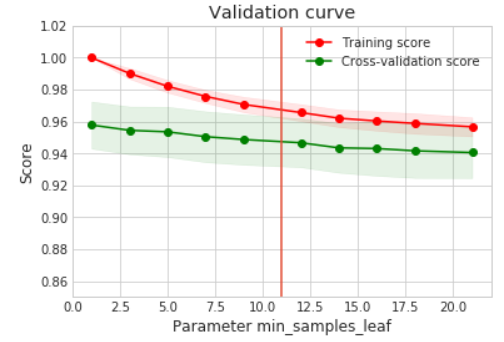 Validation curve
1.02
1.00
0.98
0.96
0.94
0.92
0.90
0.88
0.86
Score
Training score
Cross-validation score
0.0 2.5 5.0 7.5 10.0 12.5 15.0 17.5 20.0
Parameter min_samples_leaf